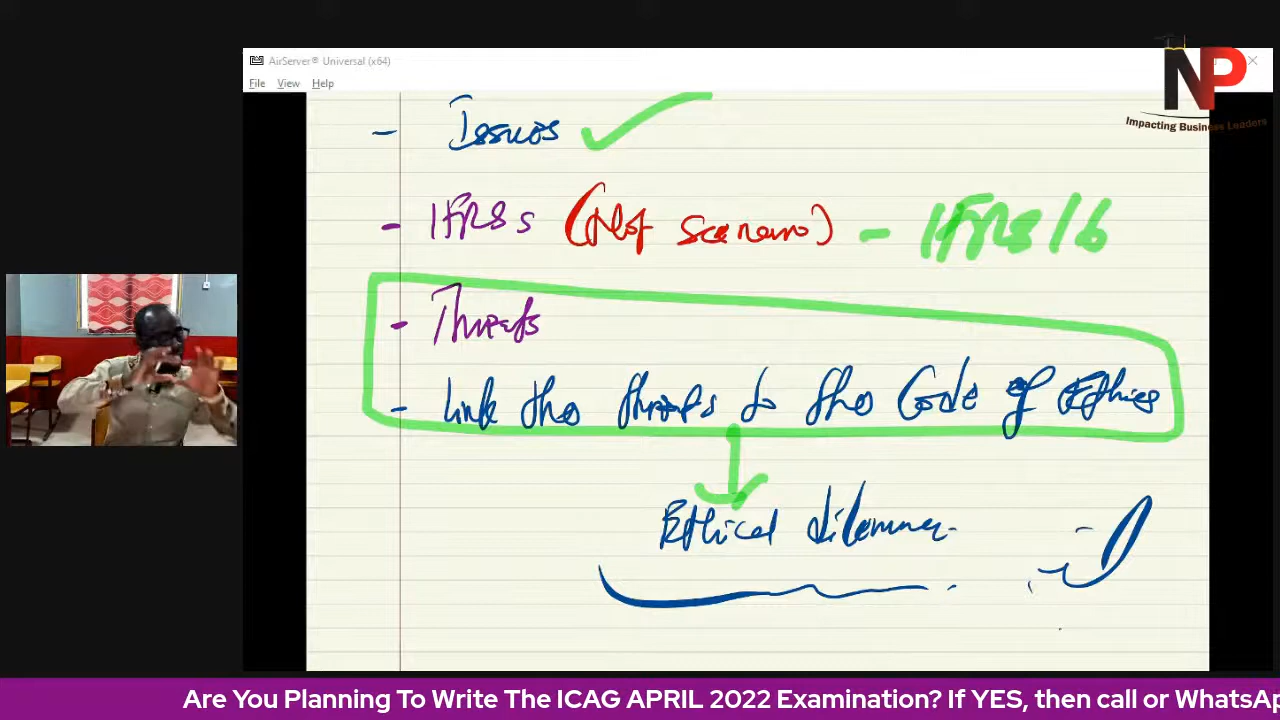 AirServer® Universal (x64)
NP
File View Help
Impacting Business Leaders
- Issues
- IFRSs (Not scenario) - IFRS 16
- Threats
- Link the threats to the Code of Ethics
Ethical dilemma
Are You Planning To Write The ICAG APRIL 2022 Examination? If YES, then call or WhatsAp